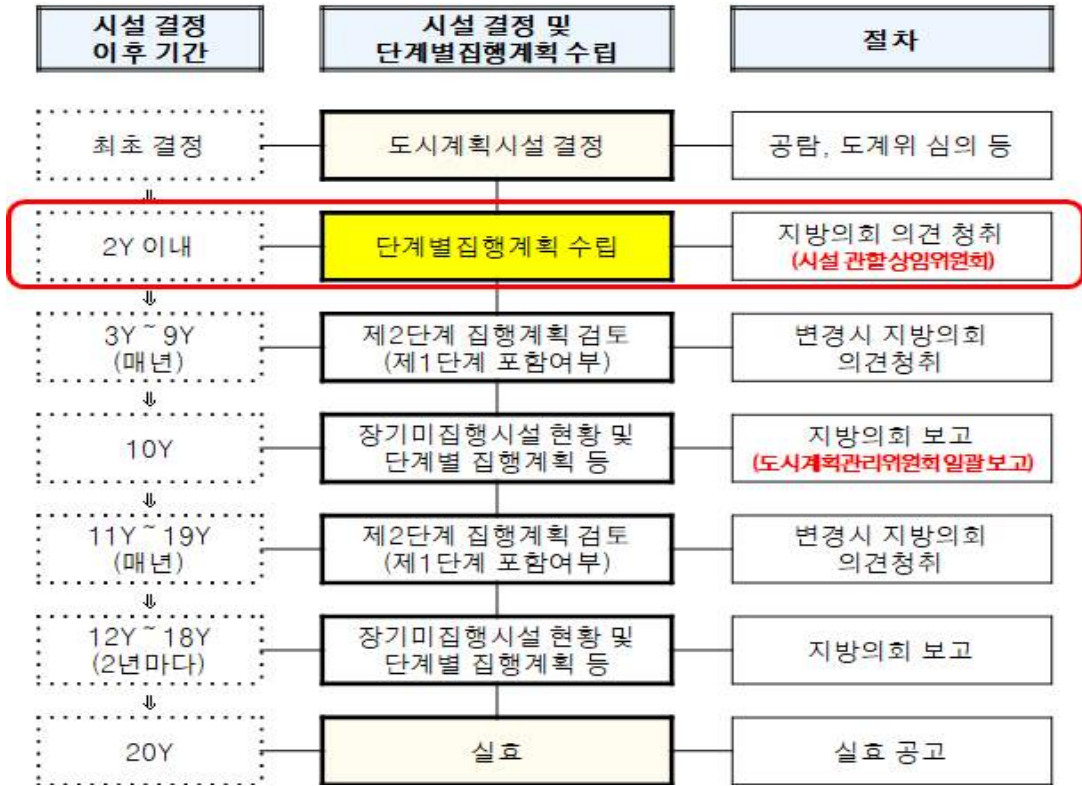 시설 결정
이후 기간
시설 결정 및
단계별집행계획 수립
절차
최초 결정
도시계획시설 결정
공람, 도계위 심의 등
⇓
2Y 이내
단계별집행계획 수립
지방의회 의견 청취
(시설 관할 상임위원회)
⇓
3Y ~ 9Y
(매년)
제2단계 집행계획 검토
(제1단계 포함여부)
변경시 지방의회
의견청취
⇓
10Y
장기미집행시설 현황 및
단계별 집행계획 등
지방의회 보고
(도시계획관리위원회 일괄 보고)
⇓
11Y ~ 19Y
(매년)
제2단계 집행계획 검토
(제1단계 포함여부)
변경시 지방의회
의견청취
⇓
12Y ~ 18Y
(2년마다)
장기미집행시설 현황 및
단계별 집행계획 등
지방의회 보고
⇓
20Y
실효
실효 공고